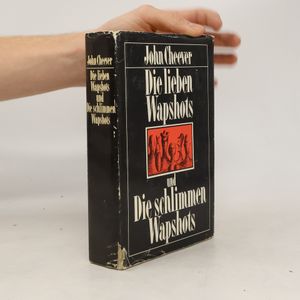 John Cheever
Die lieben
Wapshots
und
Die schlimmen
Wapshots
John Cheever
Die lieben
Wapshots
und
Die schlimmen
Wapshots